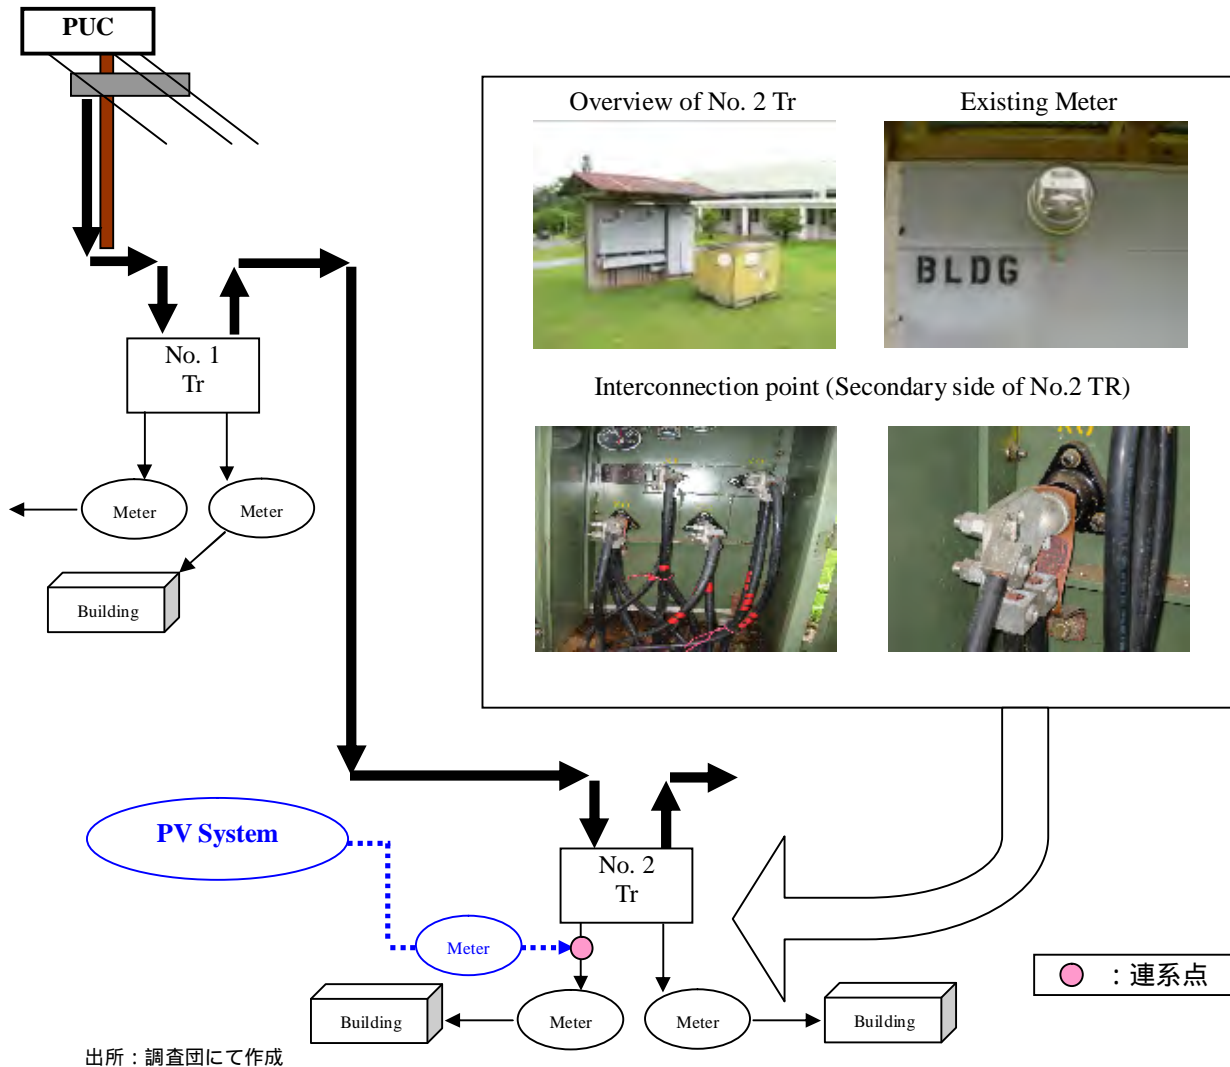 PUC
Overview of No. 2 Tr
Existing Meter
BLDG
Interconnection point (Secondary side of No.2 TR)
No. 1
Tr
Meter
Meter
Building
PV System
No. 2
Tr
Meter
Building
Meter
Meter
Building
：連系点
出所：調査団にて作成